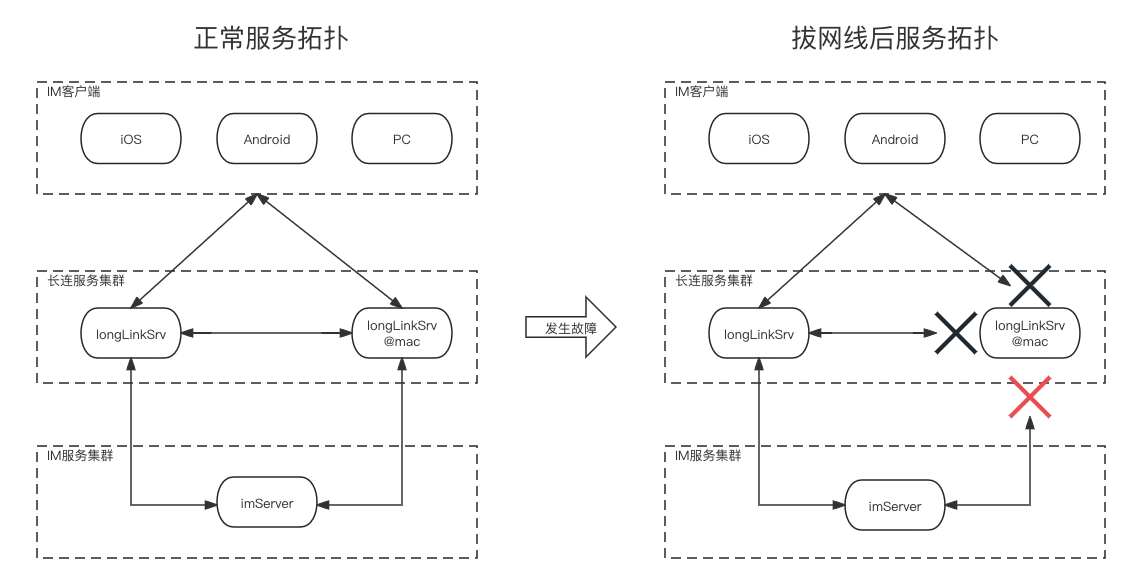 正常服务拓扑
IM客户端
iOS
Android
PC
长连服务集群
longLinkSrv
longLinkSrv
@mac
IM服务集群
imServer
发生故障
拔网线后服务拓扑
IM客户端
iOS
Android
PC
长连服务集群
longLinkSrv
longLinkSrv
@mac
IM服务集群
imServer